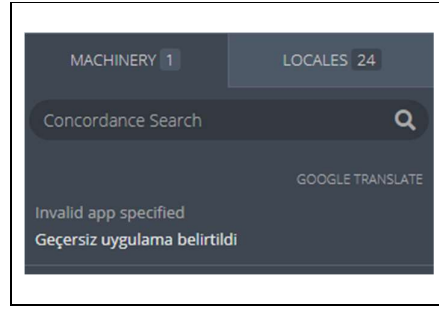 MACHINERY 1
LOCALES 24
Concordance Search
GOOGLE TRANSLATE
Invalid app specified
Geçersiz uygulama belirtildi